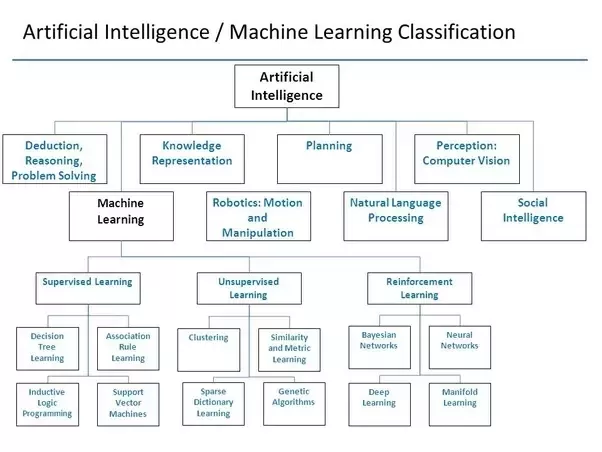 Artificial Intelligence / Machine Learning Classification
Artificial
Intelligence
Deduction,
Reasoning,
Problem Solving
Knowledge
Representation
Planning
Perception:
Computer Vision
Machine
Learning
Robotics: Motion
and
Manipulation
Natural Language
Processing
Social
Intelligence
Supervised Learning
Unsupervised
Learning
Reinforcement
Learning
Decision
Tree
Learning
Association
Rule
Learning
Clustering
Similarity
and Metric
Learning
Bayesian
Networks
Neural
Networks
Inductive
Logic
Programming
Support
Vector
Machines
Sparse
Dictionary
Learning
Genetic
Algorithms
Deep
Learning
Manifold
Learning